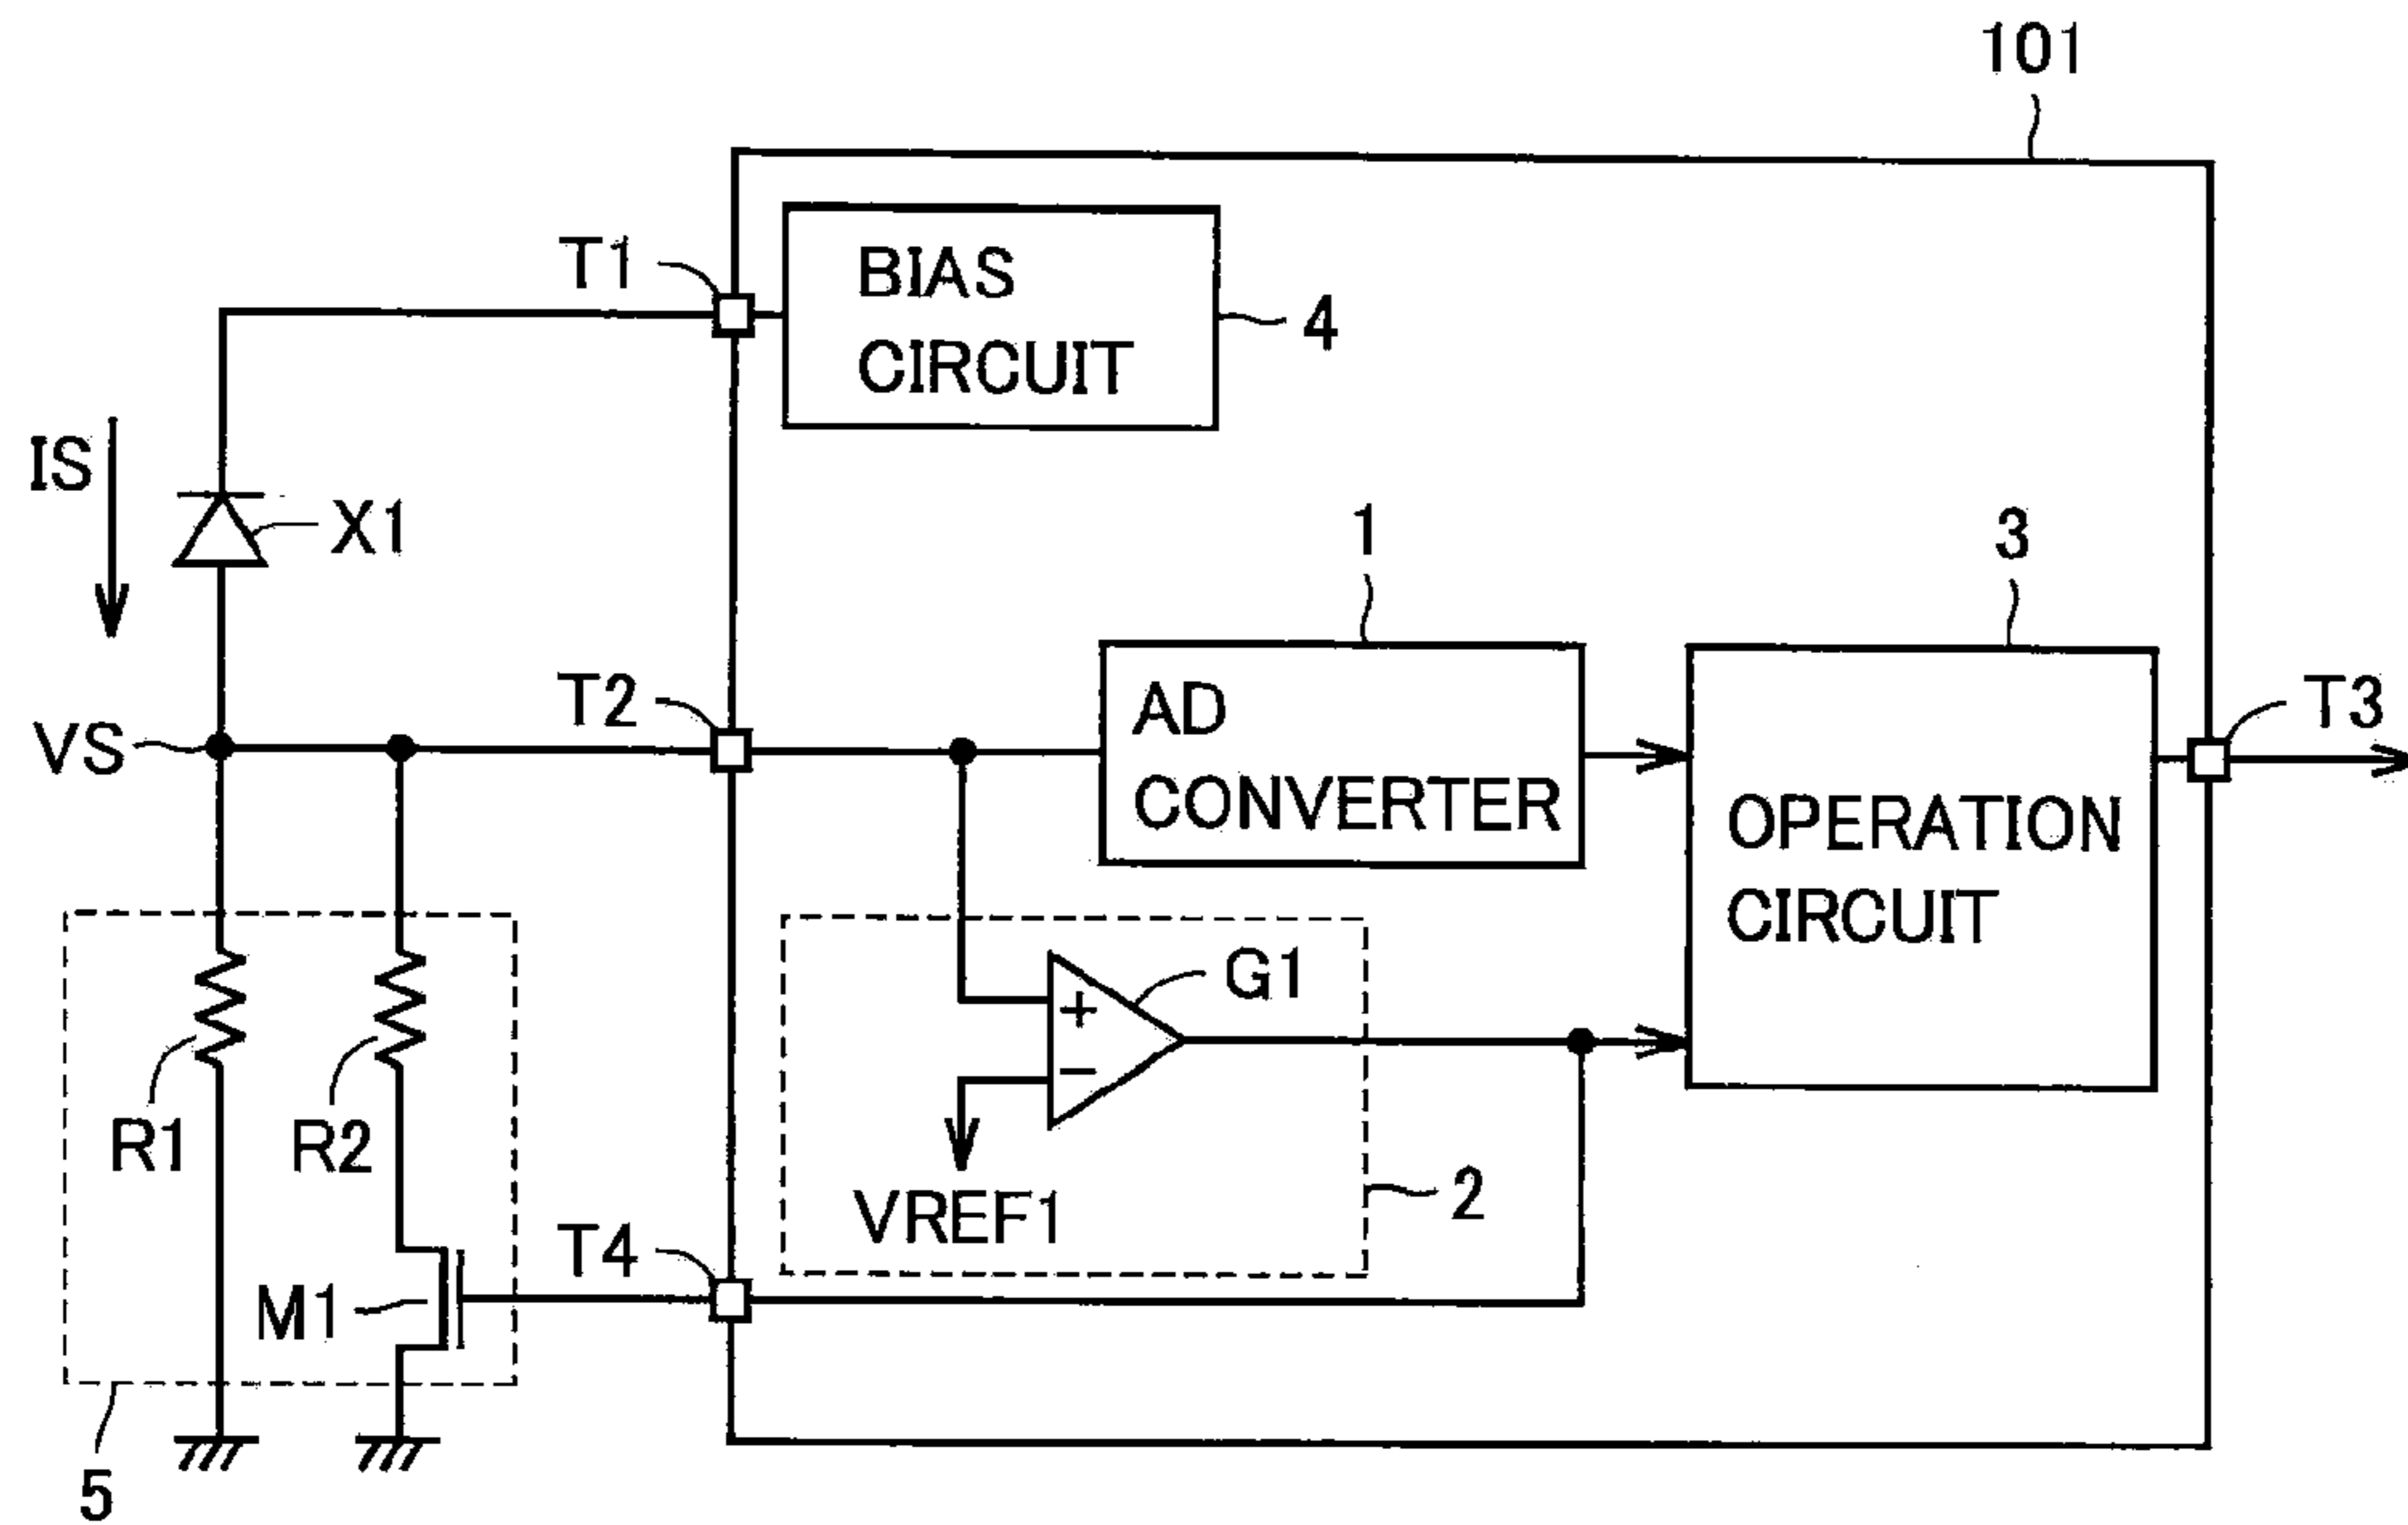 101
T1
BIAS
CIRCUIT
4
IS
X1
1
3
T2
AD
CONVERTER
T3
VS
OPERATION
CIRCUIT
+
G1
−
R1
R2
VREF1
2
T4
M1
5